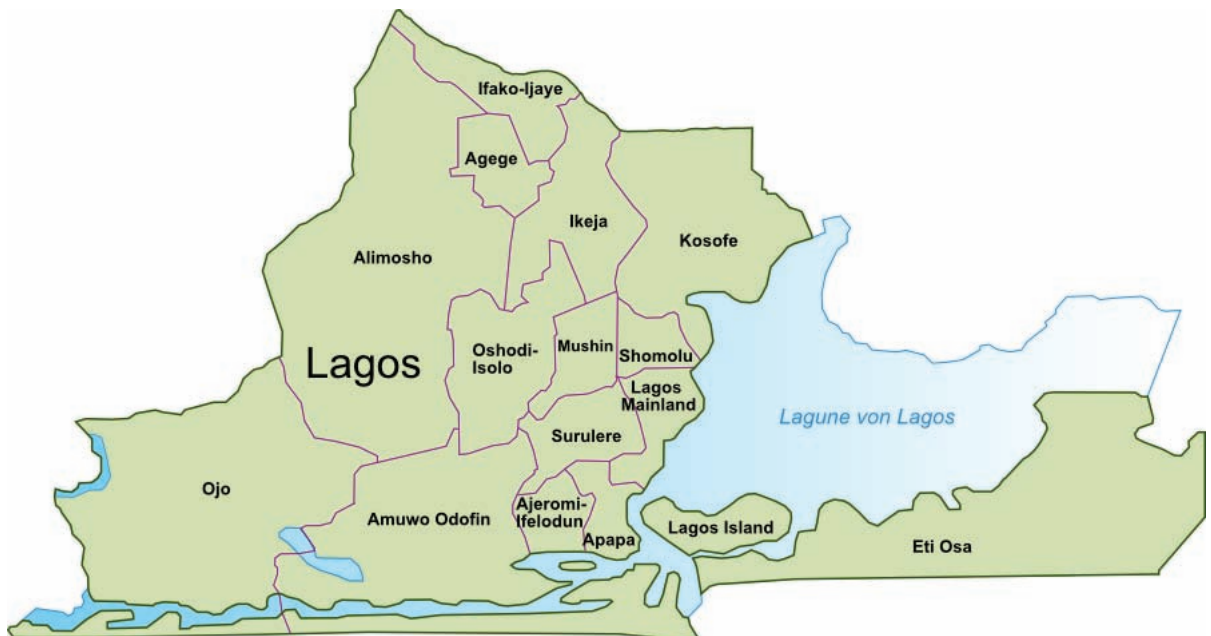 Ifako-Ijaye
Agege
Ikeja
Kosofe
Alimosho
Lagos
Oshodi-
Isolo
Mushin
Shomolu
Lagos
Mainland
Lagune von Lagos
Surulere
Ojo
Amuwo Odofin
Ajeromi-
Ifelodun
Apapa
Lagos Island
Eti Osa